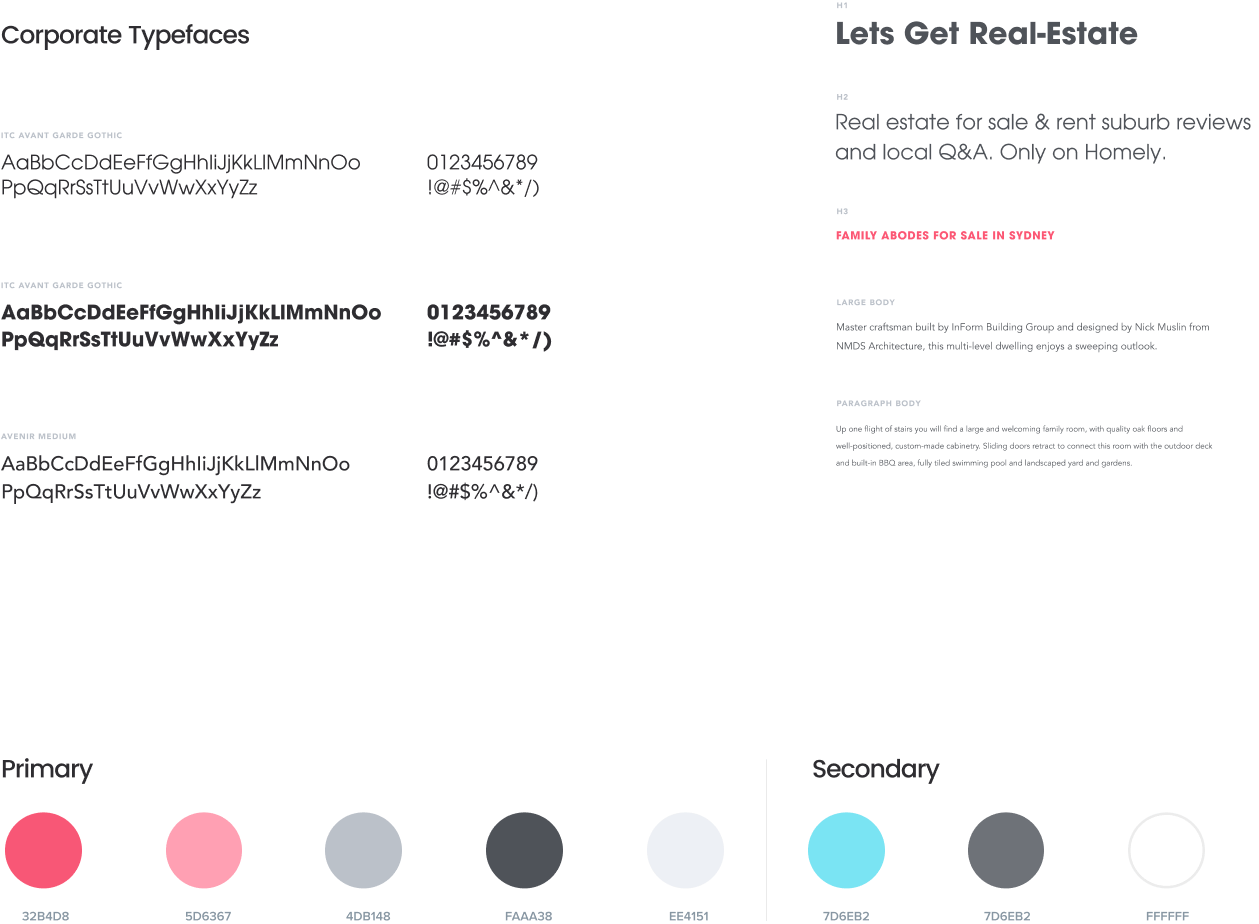 Corporate Typefaces
ITC AVANT GARDE GOTHIC
AaBbCcDdEeFfGgHhIiJjKkLlMmNnOo
PpQqRrSsTtUuVvWwXxYyZz
0123456789
!@#$%^&*/)
ITC AVANT GARDE GOTHIC
AaBbCcDdEeFfGgHhIiJjKkLlMmNnOo
PpQqRrSsTtUuVvWwXxYyZz
0123456789
!@#$%^&*/)
AVENIR MEDIUM
AaBbCcDdEeFfGgHhIiJjKkLlMmNnOo
PpQqRrSsTtUuVvWwXxYyZz
0123456789
!@#$%^&*/)
H1
Lets Get Real-Estate
H2
Real estate for sale & rent suburb reviews
and local Q&A. Only on Homely.
H3
FAMILY ABODES FOR SALE IN SYDNEY
LARGE BODY
Master craftsman built by InForm Building Group and designed by Nick Muslin from
NMDS Architecture, this multi-level dwelling enjoys a sweeping outlook.
PARAGRAPH BODY
Up one flight of stairs you will find a large and welcoming family room, with quality oak floors and
well-positioned, custom-made cabinetry. Sliding doors retract to connect this room with the outdoor deck
and built-in BBQ area, fully tiled swimming pool and landscaped yard and gardens.
Primary
32B4D8
5D6367
4DB148
FAAA38
EE4151
Secondary
7D6EB2
7D6EB2
FFFFFF